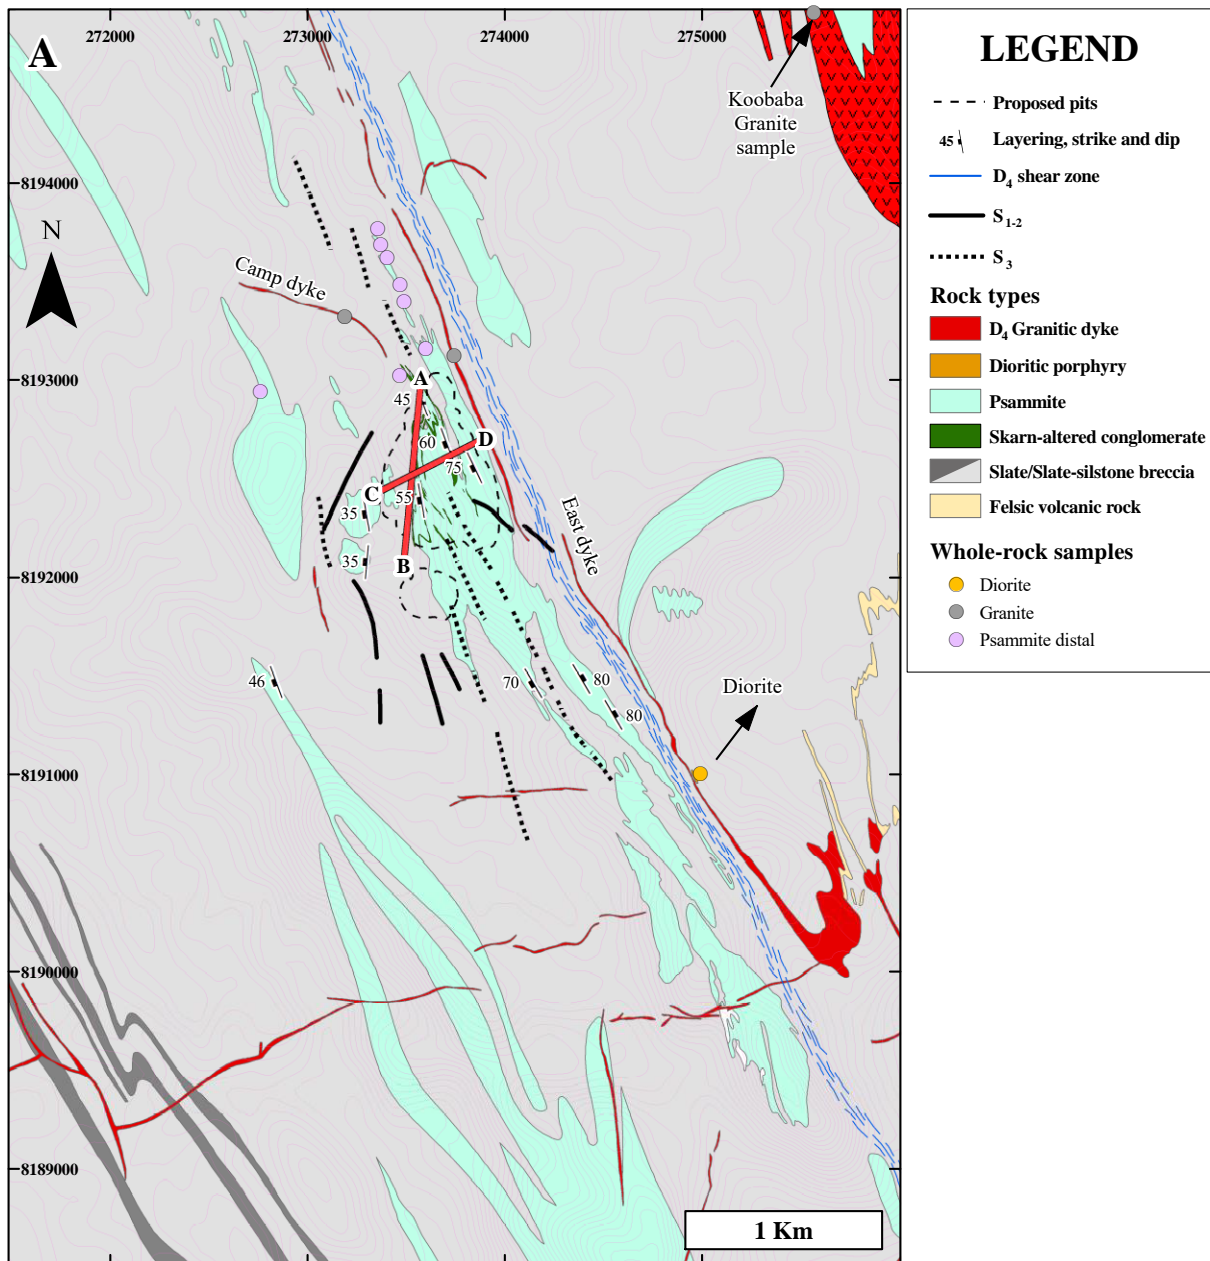 A
272000
273000
274000
275000
Koobaba
Granite
sample
8194000
N
Camp dyke
8193000
A
45
60
D
75
C
55
35
8192000
35
B
East dyke
46
70
80
80
Diorite
8191000
8190000
8189000
1 Km
LEGEND
Proposed pits
45 Layering, strike and dip
D4 shear zone
S1-2
S3
Rock types
D4 Granitic dyke
Dioritic porphyry
Psammite
Skarn-altered conglomerate
Slate/Slate-silstone breccia
Felsic volcanic rock
Whole-rock samples
Diorite
Granite
Psammite distal